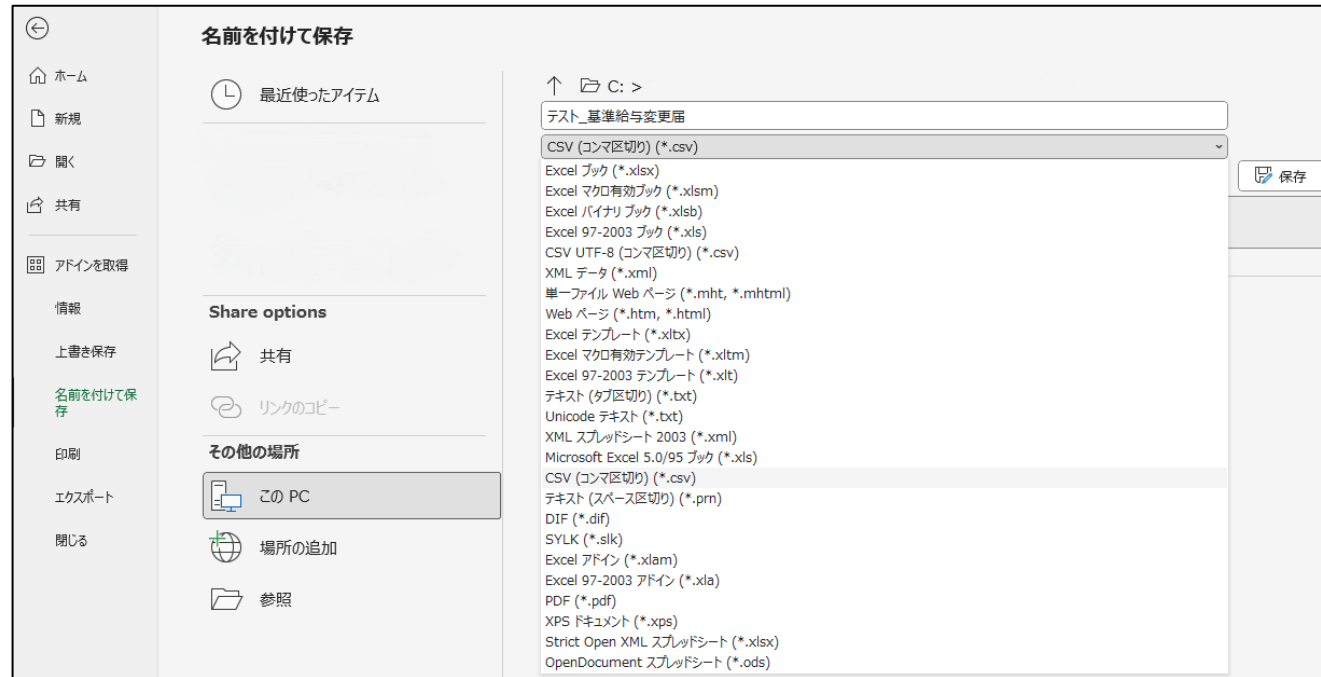 名前を付けて保存
ホーム
新規
開く
共有
アドインを取得
情報
上書き保存
名前を付けて保
存
印刷
エクスポート
閉じる
最近使ったアイテム
Share options
共有
リンクのコピー
その他の場所
この PC
場所の追加
参照
C: >
テスト_基準給与変更届
CSV (コンマ区切り) (*.csv)
保存
Excel ブック (*.xlsx)
Excel マクロ有効ブック (*.xlsm)
Excel バイナリ ブック (*.xlsb)
Excel 97-2003 ブック (*.xls)
CSV UTF-8 (コンマ区切り) (*.csv)
XML データ (*.xml)
単一ファイル Web ページ (*.mht, *.mhtml)
Web ページ (*.htm, *.html)
Excel テンプレート (*.xltx)
Excel マクロ有効テンプレート (*.xltm)
Excel 97-2003 テンプレート (*.xlt)
テキスト (タブ区切り) (*.txt)
Unicode テキスト (*.txt)
XML スプレッドシート 2003 (*.xml)
Microsoft Excel 5.0/95 ブック (*.xls)
CSV (コンマ区切り) (*.csv)
テキスト (スペース区切り) (*.prn)
DIF (*.dif)
SYLK (*.slk)
Excel アドイン (*.xlam)
Excel 97-2003 アドイン (*.xla)
PDF (*.pdf)
XPS ドキュメント (*.xps)
Strict Open XML スプレッドシート (*.xlsx)
OpenDocument スプレッドシート (*.ods)